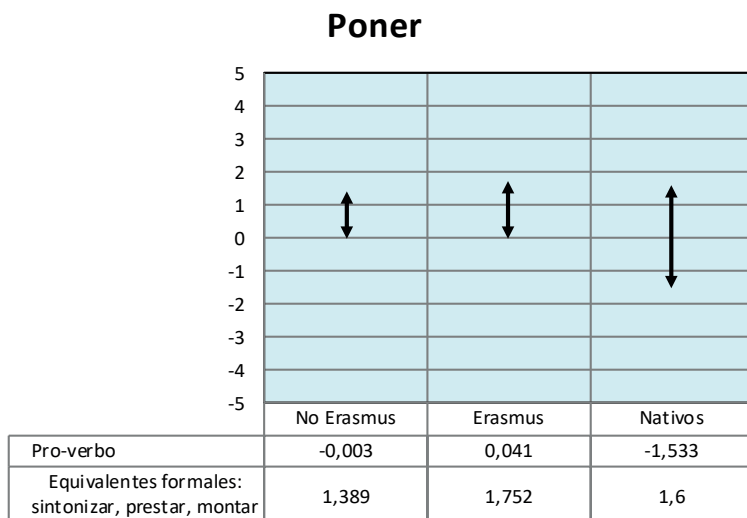 Poner
5
4
3
2
1
0
-1
-2
-3
-4
-5
No Erasmus Erasmus Nativos
Pro-verbo -0,003 0,041 -1,533
Equivalentes formales:
sintonizar, prestar, montar 1,389 1,752 1,6